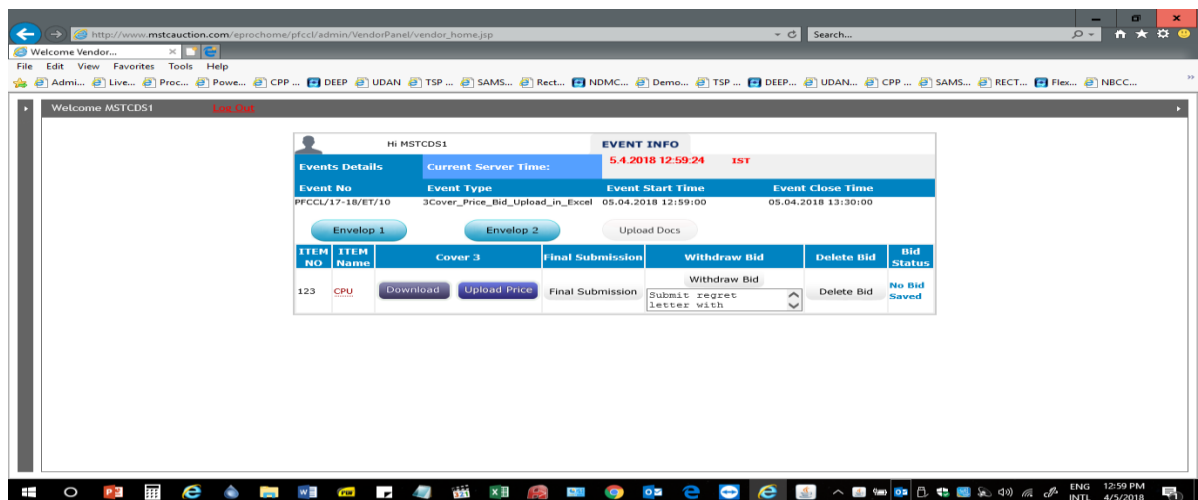 http://www.mstcauction.com/eprochome/pfccl/admin/VendorPanel/vendor_home.jsp
Search...
Welcome Vendor...
File Edit View Favorites Tools Help
Admi... Live... Proc... Powe... CPP ... DEEP UDAN TSP ... SAMS... Rect... NDMC... Demo... TSP ... DEEP... UDAN... CPP ... SAMS... RECT... Flex... NBCC...
Welcome MSTCDS1 Log Out
Hi MSTCDS1 EVENT INFO
Events Details Current Server Time: 5.4.2018 12:59:24 IST
Event No Event Type Event Start Time Event Close Time
PFCCL/17-18/ET/10 3Cover_Price_Bid_Upload_in_Excel 05.04.2018 12:59:00 05.04.2018 13:30:00
Envelop 1 Envelop 2 Upload Docs
ITEM NO ITEM Name Cover 3 Final Submission Withdraw Bid Delete Bid Bid Status
Withdraw Bid
123 CPU Download Upload Price Final Submission Submit regret letter with Delete Bid No Bid Saved
ENG 12:59 PM
INTL 4/5/2018